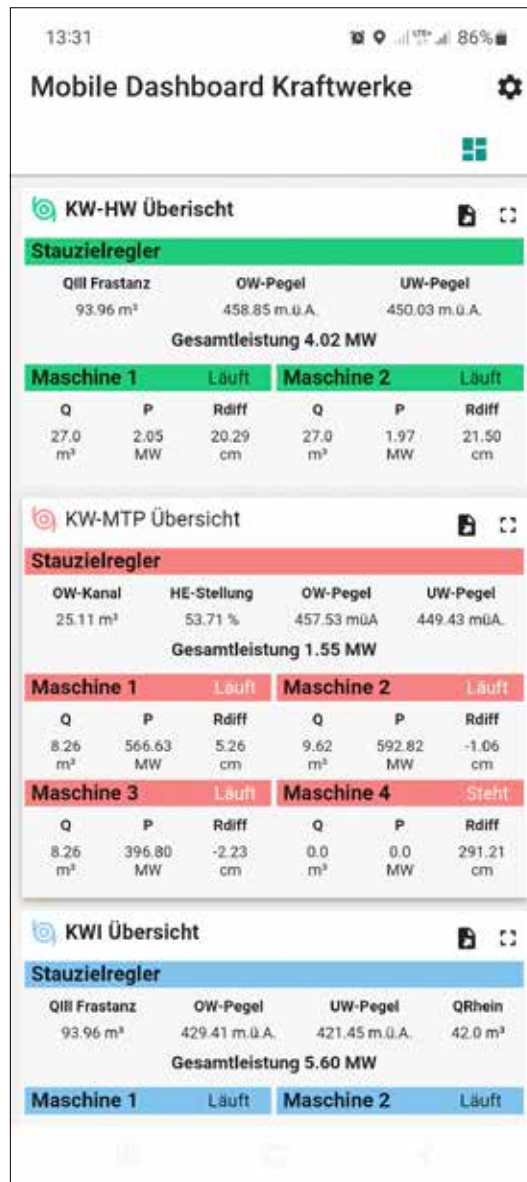 13:31 86%
Mobile Dashboard Kraftwerke
KW-HW Überischt
Stauzielregler
QIll Frastanz OW-Pegel UW-Pegel
93.96 m³ 458.85 m.ü.A. 450.03 m.ü.A.
Gesamtleistung 4.02 MW
Maschine 1 Läuft Maschine 2 Läuft
Q P Rdiff Q P Rdiff
27.0 2.05 20.29 27.0 1.97 21.50
m³ MW cm m³ MW cm
KW-MTP Übersicht
Stauzielregler
OW-Kanal HE-Stellung OW-Pegel UW-Pegel
25.11 m³ 53.71 % 457.53 müA 449.43 müA.
Gesamtleistung 1.55 MW
Maschine 1 Läuft Maschine 2 Läuft
Q P Rdiff Q P Rdiff
8.26 566.63 5.26 9.62 592.82 -1.06
m³ MW cm m³ MW cm
Maschine 3 Läuft Maschine 4 Steht
Q P Rdiff Q P Rdiff
8.26 396.80 -2.23 0.0 0.0 291.21
m³ MW cm m³ MW cm
KWI Übersicht
Stauzielregler
QIll Frastanz OW-Pegel UW-Pegel QRhein
93.96 m³ 429.41 m.ü.A. 421.45 m.ü.A. 42.0 m³
Gesamtleistung 5.60 MW
Maschine 1 Läuft Maschine 2 Läuft